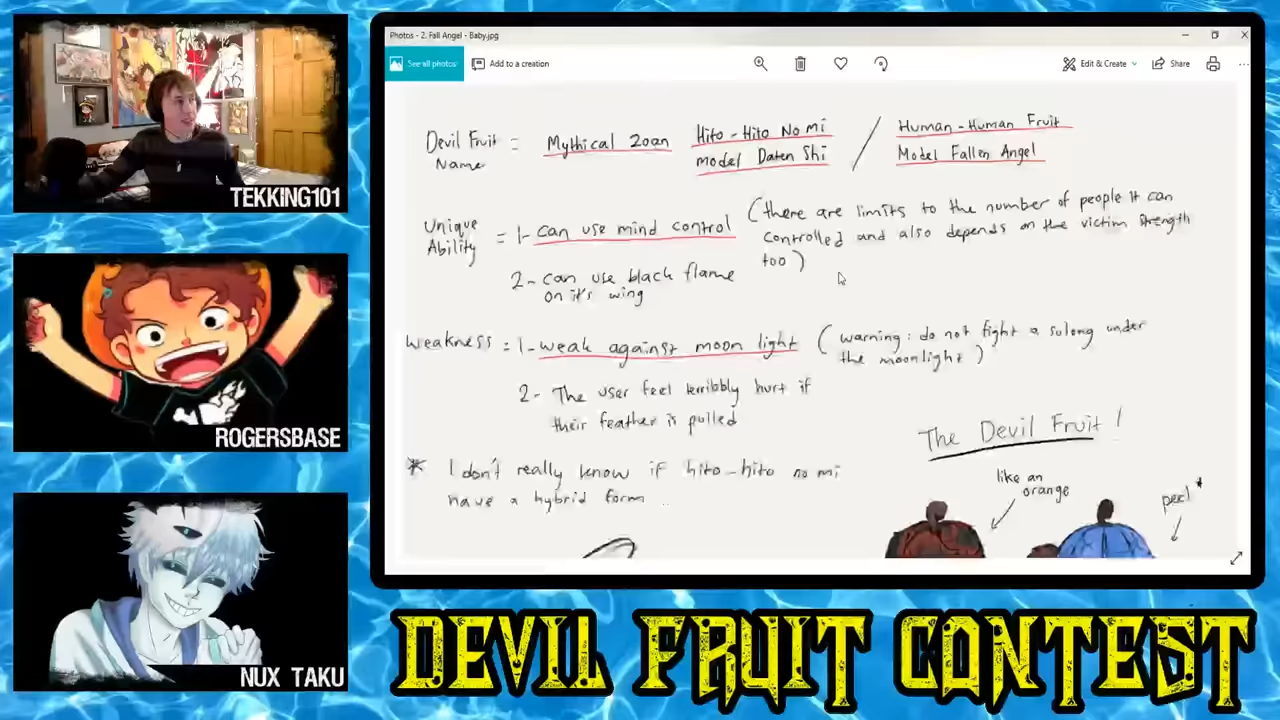 Photos - 2. Fall Angel - Baby.jpg
See all photos
Add to a creation
Edit & Create
Share
Devil Fruit Name = Mythical Zoan Hito-Hito No Mi model Daten Shi / Human-Human Fruit Model Fallen Angel
Unique Ability = 1- can use mind control (there are limits to the number of people it can
controlled and also depends on the victim strength
too)
2- can use black flame
on it's wing
Weakness = 1- weak against moon light (warning: do not fight a sulong under
the moonlight)
2- The user feel terribbly hurt if
their feather is pulled
* I don't really know if hito-hito no mi
have a hybrid form
The Devil Fruit!
like an
orange
peel*
TEKKING101
ROGERSBASE
NUX TAKU
DEVIL FRUIT CONTEST